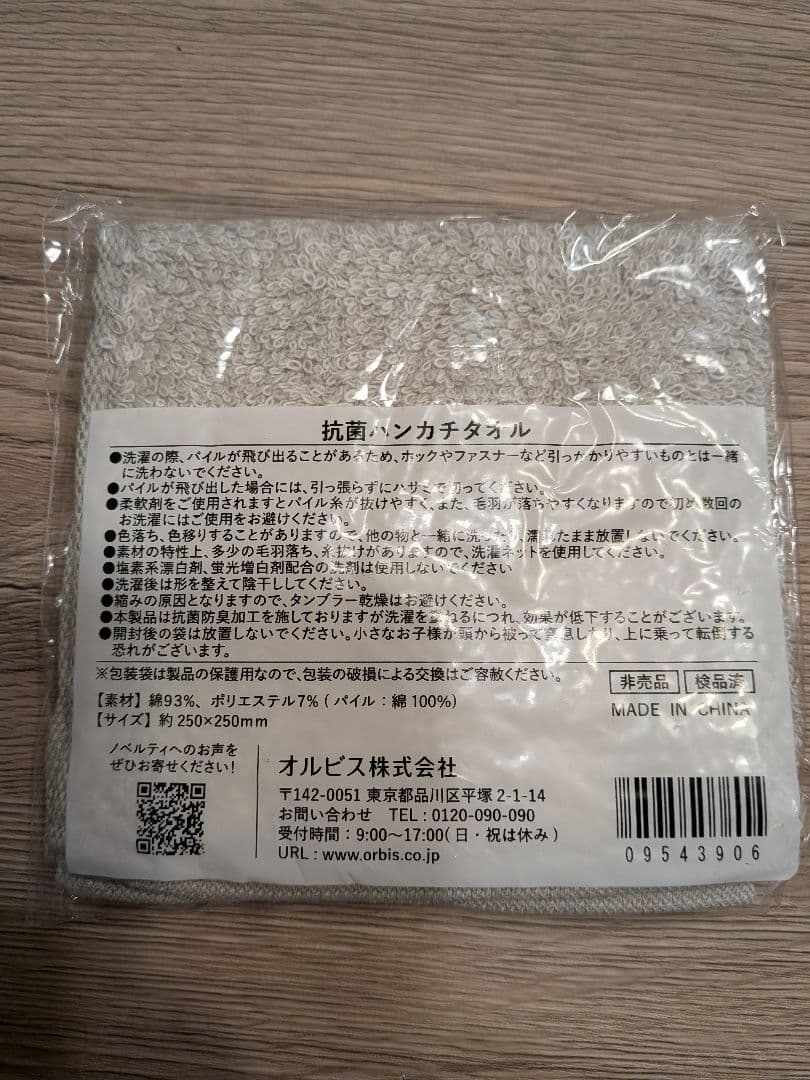 抗菌ハンカチタオル
●洗濯の際、パイルが飛び出ることがあるため、ホックやファスナーなど引っかかりやすいものとは一緒
に洗わないでください。
●パイルが飛び出した場合には、引っ張らずにハサミで切ってください。
●柔軟剤をご使用されますとパイル糸が抜けやすく、また、毛羽が落ちやすくなりますので初め数回の
お洗濯にはご使用をお避けください。
●色落ち、色移りすることがありますので、他の物と一緒に洗ったり、濡れたまま放置しないでください。
●素材の特性上、多少の毛羽落ち、糸抜けがありますので、洗濯ネットを使用してください。
●塩素系漂白剤、蛍光増白剤配合の洗剤は使用しないでください
●洗濯後は形を整えて陰干ししてください。
●縮みの原因となりますので、タンブラー乾燥はお避けください。
●本製品は抗菌防臭加工を施しておりますが洗濯を重ねるにつれ、効果が低下することがございます。
●開封後の袋は放置しないでください。小さなお子様が頭から被って窒息したり、上に乗って転倒する
恐れがございます。
※包装袋は製品の保護用なので、包装の破損による交換はご容赦ください。
【素材】綿93%、ポリエステル7% (パイル：綿100%)
【サイズ】約250×250mm
非売品 検品済
MADE IN CHINA
ノベルティへのお声を
ぜひお寄せください!
オルビス株式会社
〒142-0051 東京都品川区平塚 2-1-14
お問い合わせ TEL : 0120-090-090
受付時間 : 9:00～17:00(日・祝は休み)
URL : www.orbis.co.jp
09543906